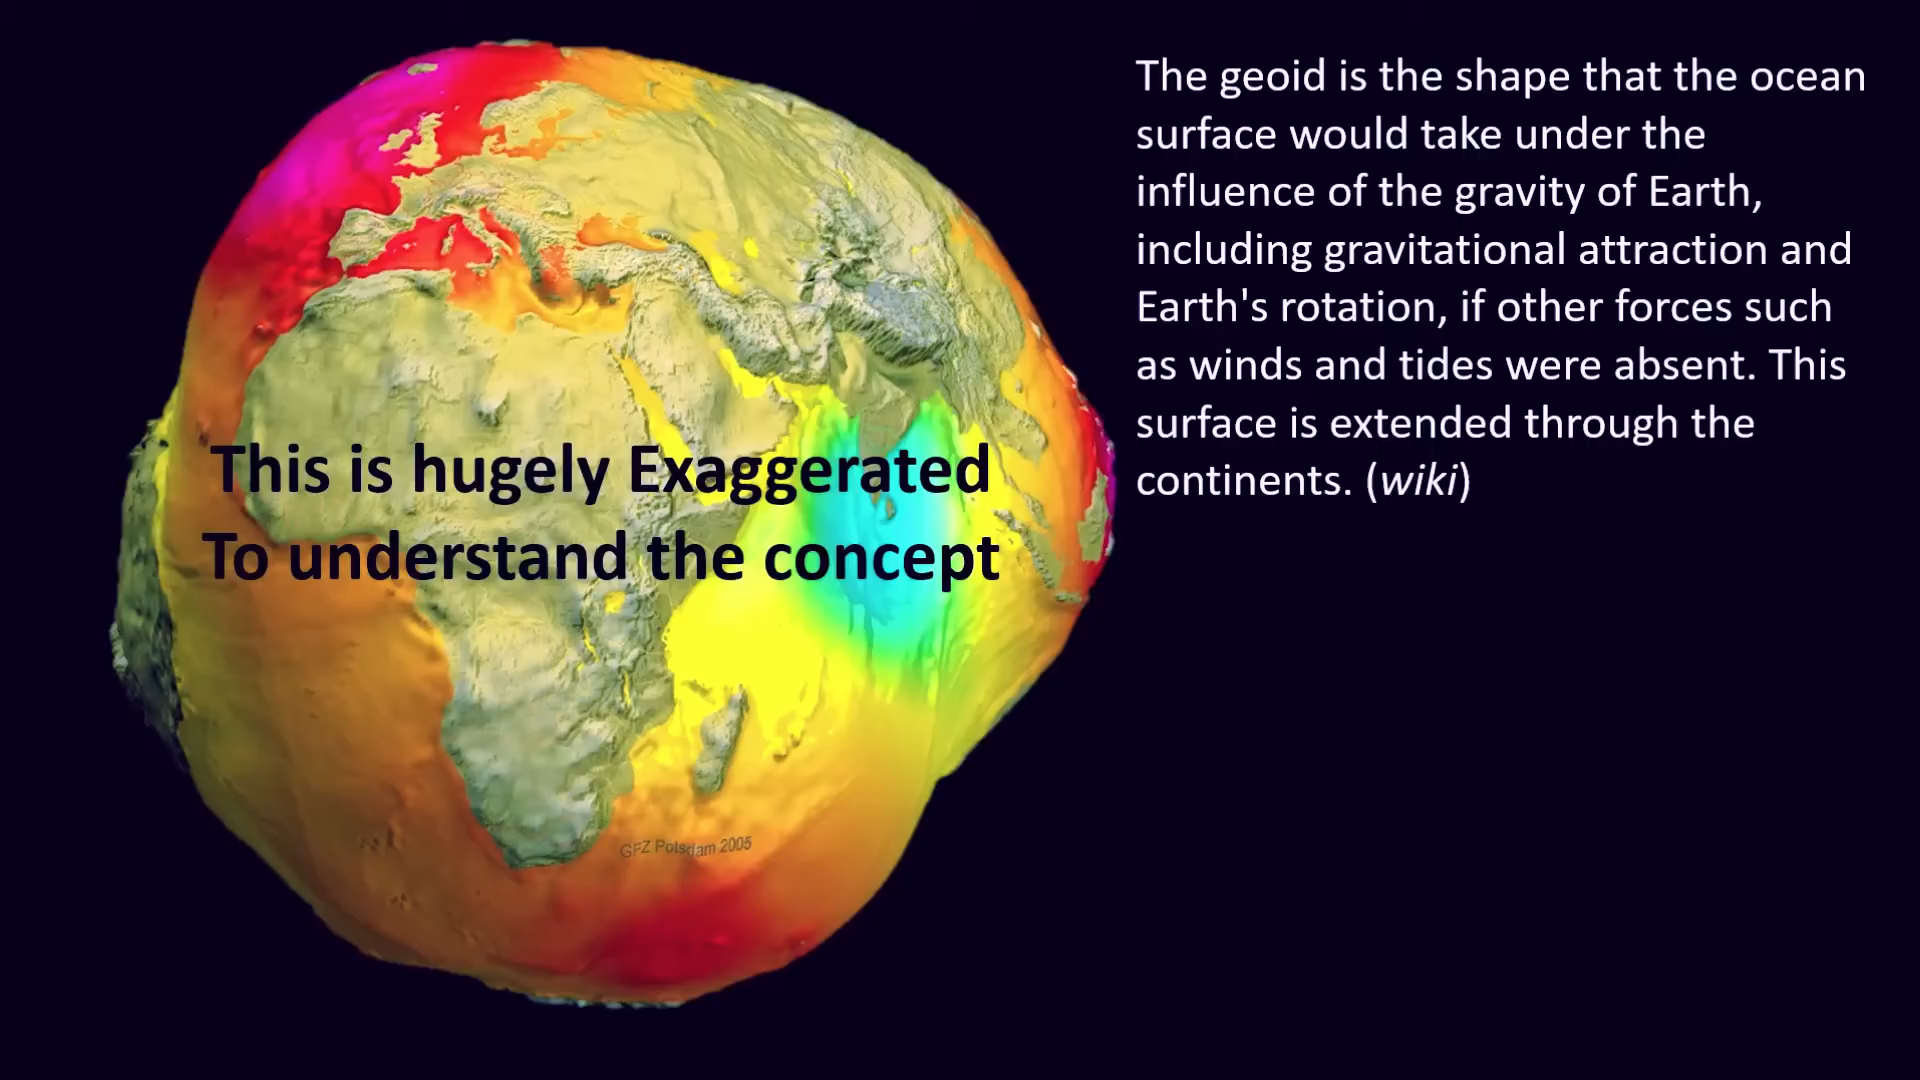 The geoid is the shape that the ocean
surface would take under the
influence of the gravity of Earth,
including gravitational attraction and
Earth's rotation, if other forces such
as winds and tides were absent. This
surface is extended through the
continents. (wiki)
This is hugely Exaggerated
To understand the concept
GFZ Potsdam 2005